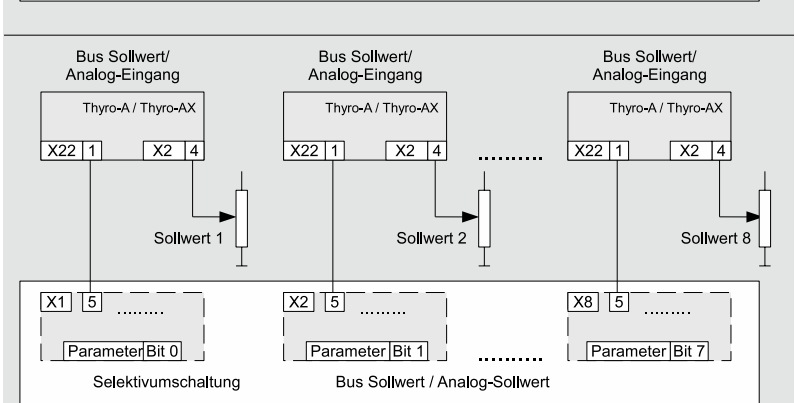 Bus Sollwert/ Bus Sollwert/ Bus Sollwert/
Analog-Eingang Analog-Eingang Analog-Eingang
Thyro-A / Thyro-AX Thyro-A / Thyro-AX Thyro-A / Thyro-AX
X22 1 X2 4 X22 1 X2 4 ........ X22 1 X2 4
Sollwert 1 Sollwert 2 Sollwert 8
X1 5 ........ X2 5 ........ X8 5 ........
Parameter Bit 0 Parameter Bit 1 ........ Parameter Bit 7
Selektivumschaltung Bus Sollwert / Analog-Sollwert